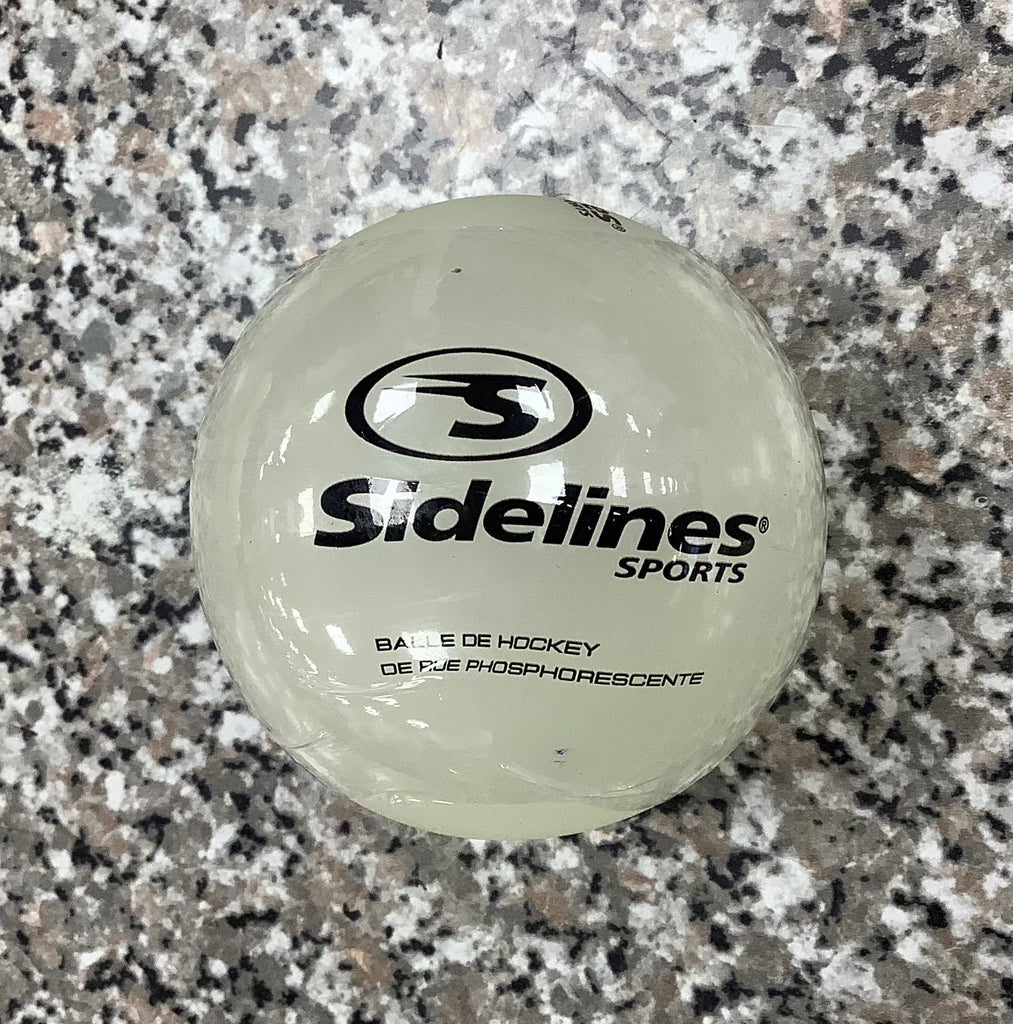 S
Sidelines®
SPORTS
BALLE DE HOCKEY
DE RUE PHOSPHORESCENTE